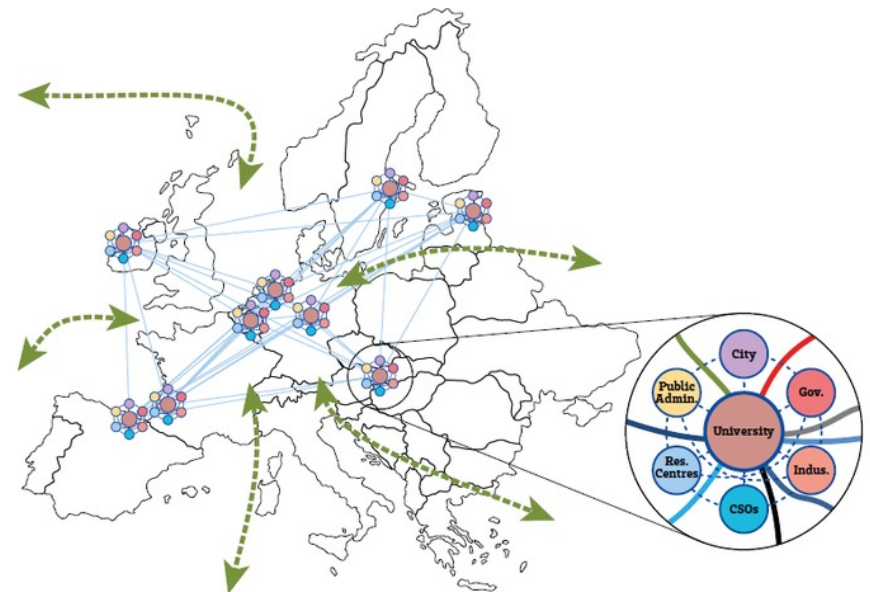 City
Public
Admin.
Gov.
University
Res.
Centres
Indus.
CSOs